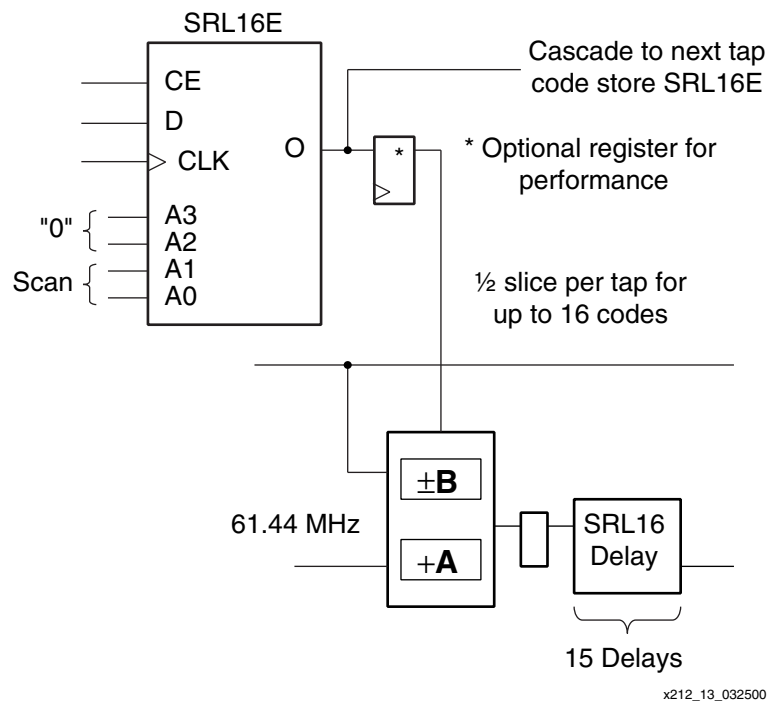 SRL16E
CE
D
CLK
A3
A2
A1
A0
"0"
Scan
O
*
Cascade to next tap
code store SRL16E
* Optional register for
performance
½ slice per tap for
up to 16 codes
±B
+A
61.44 MHz
SRL16
Delay
15 Delays
x212_13_032500